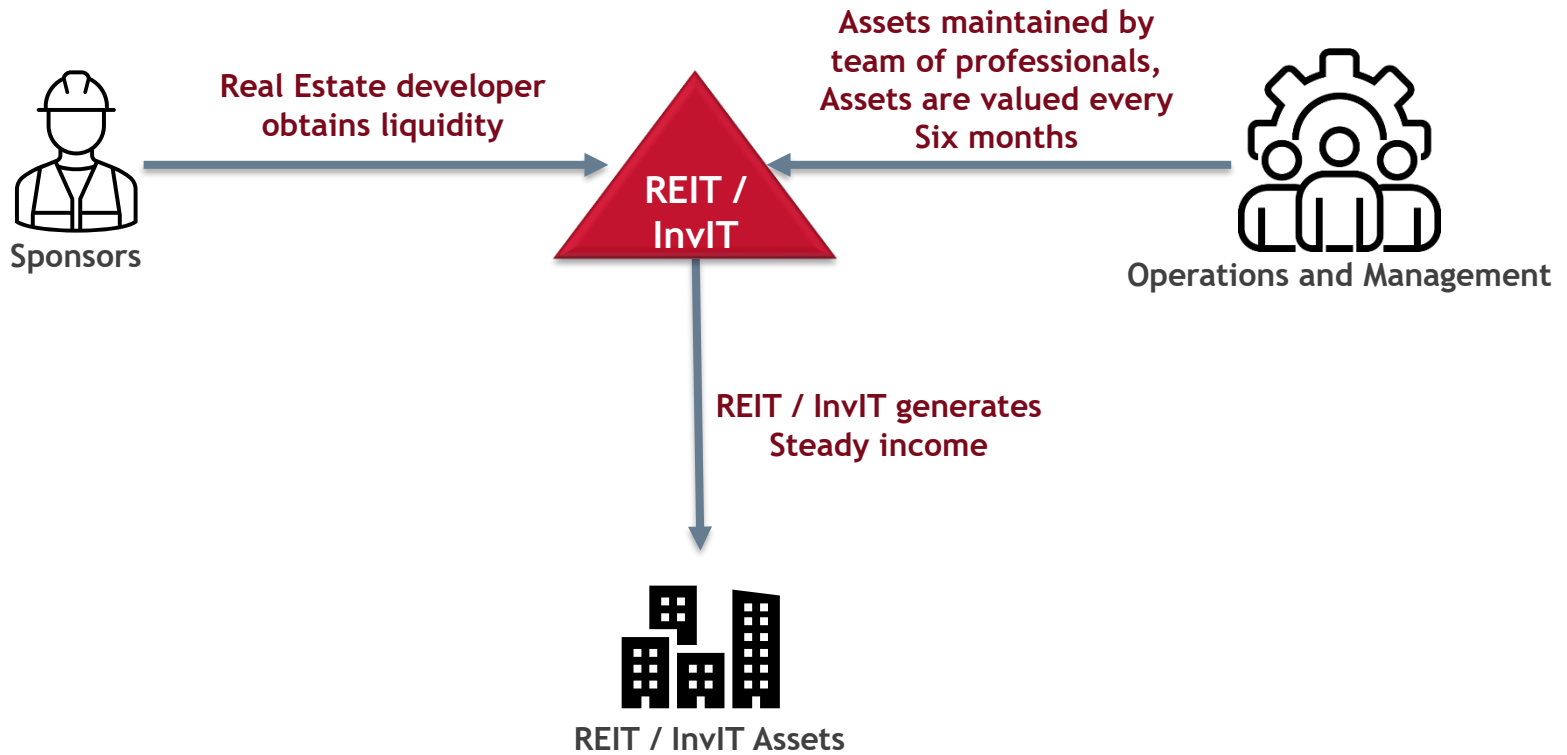 Assets maintained by
team of professionals,
Assets are valued every
Six months
Real Estate developer
obtains liquidity
REIT /
InvIT
Sponsors
Operations and Management
REIT / InvIT generates
Steady income
REIT / InvIT Assets